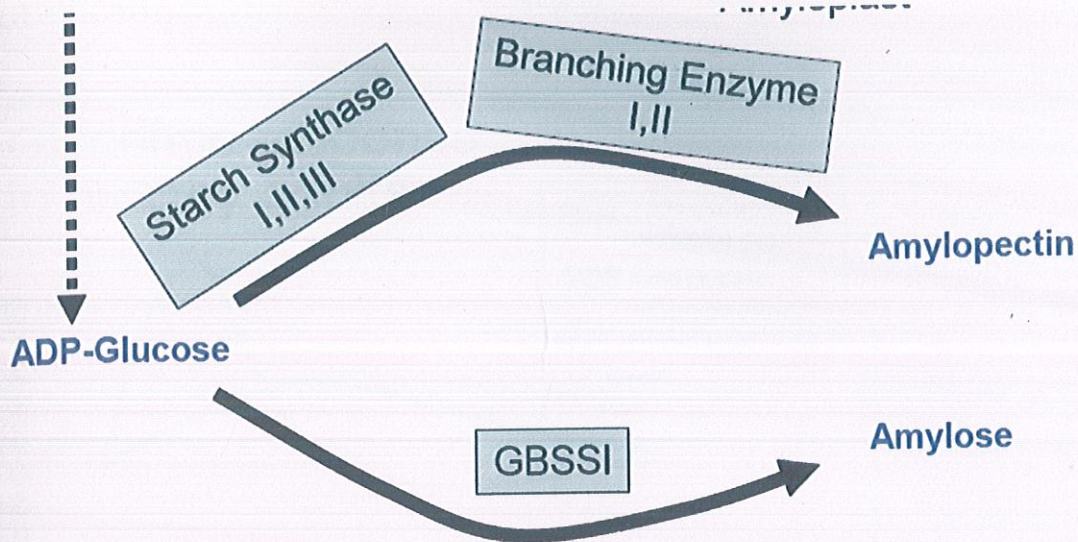 Branching Enzyme
I,II
Starch Synthase
I,II,III
Amylopectin
ADP-Glucose
Amylose
GBSSI